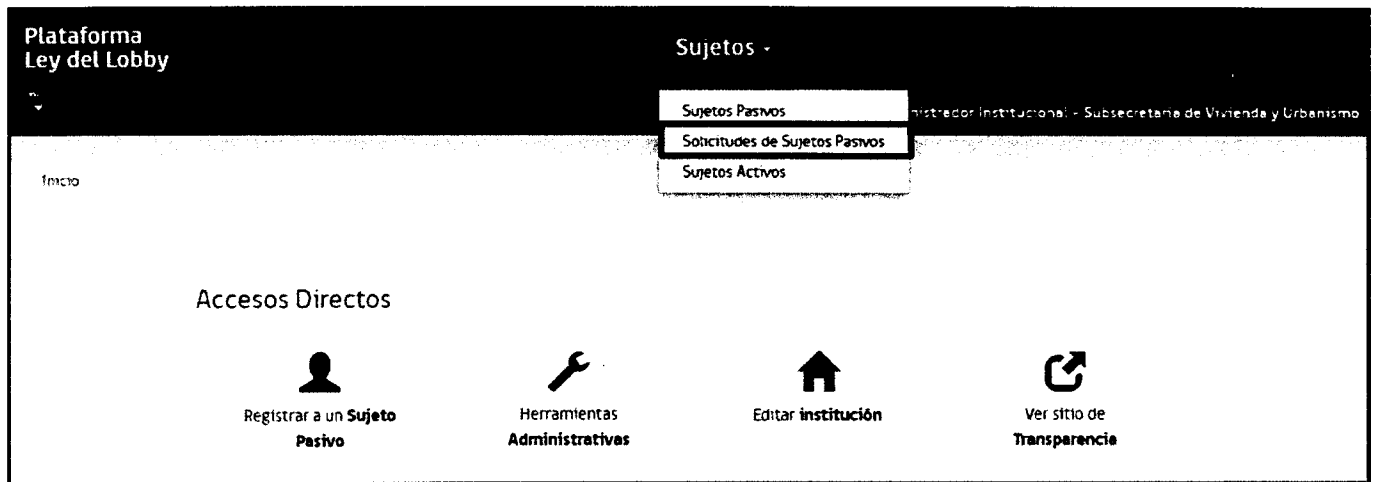 Plataforma
Ley del Lobby
Sujetos
Sujetos Pasivos
nistrador Institucional - Subsecretaria de Vivienda y Urbanismo
Solicitudes de Sujetos Pasivos
Sujetos Activos
Inicio
Accesos Directos
Registrar a un Sujeto
Pasivo
Herramientas
Administrativas
Editar institución
Ver sitio de
Transparencia